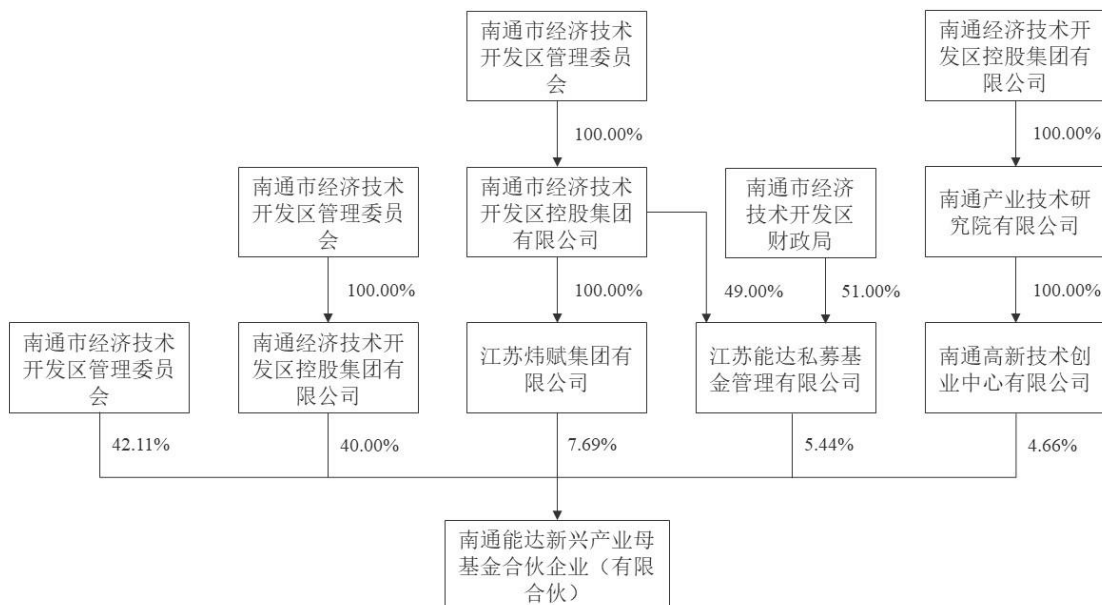 南通市经济技术
开发区管理委员
会
南通经济技术开
发区控股集团有
限公司
100.00%
100.00%
南通市经济技术
开发区管理委员
会
南通市经济技术
开发区控股集团
有限公司
南通市经济
技术开发区
财政局
南通产业技术研
究院有限公司
100.00%
100.00%
49.00%
51.00%
100.00%
南通市经济技术
开发区管理委员
会
南通经济技术开
发区控股集团有
限公司
江苏炜赋集团有
限公司
江苏能达私募基
金管理有限公司
南通高新技术创
业中心有限公司
42.11%
40.00%
7.69%
5.44%
4.66%
南通能达新兴产业母
基金合伙企业（有限
合伙）